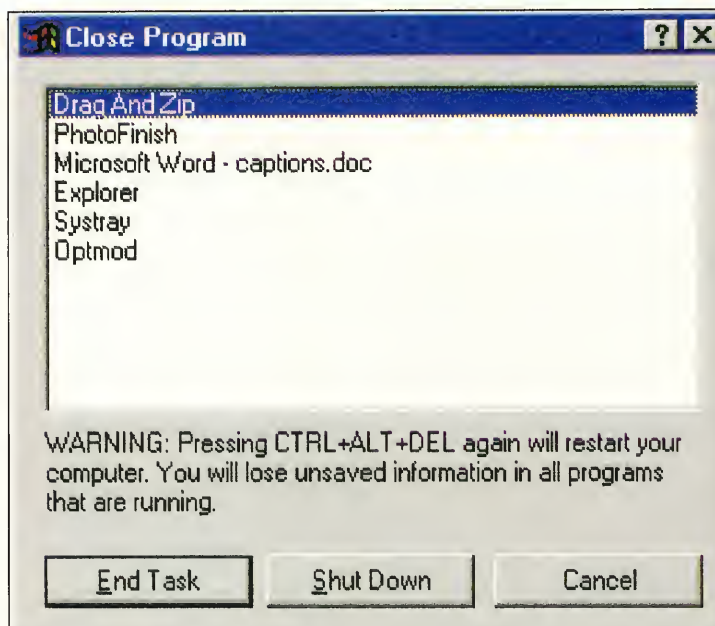 Close Program
? X
Drag And Zip
PhotoFinish
Microsoft Word - captions.doc
Explorer
Systray
Optmod
WARNING: Pressing CTRL+ALT+DEL again will restart your
computer. You will lose unsaved information in all programs
that are running.
End Task
Shut Down
Cancel